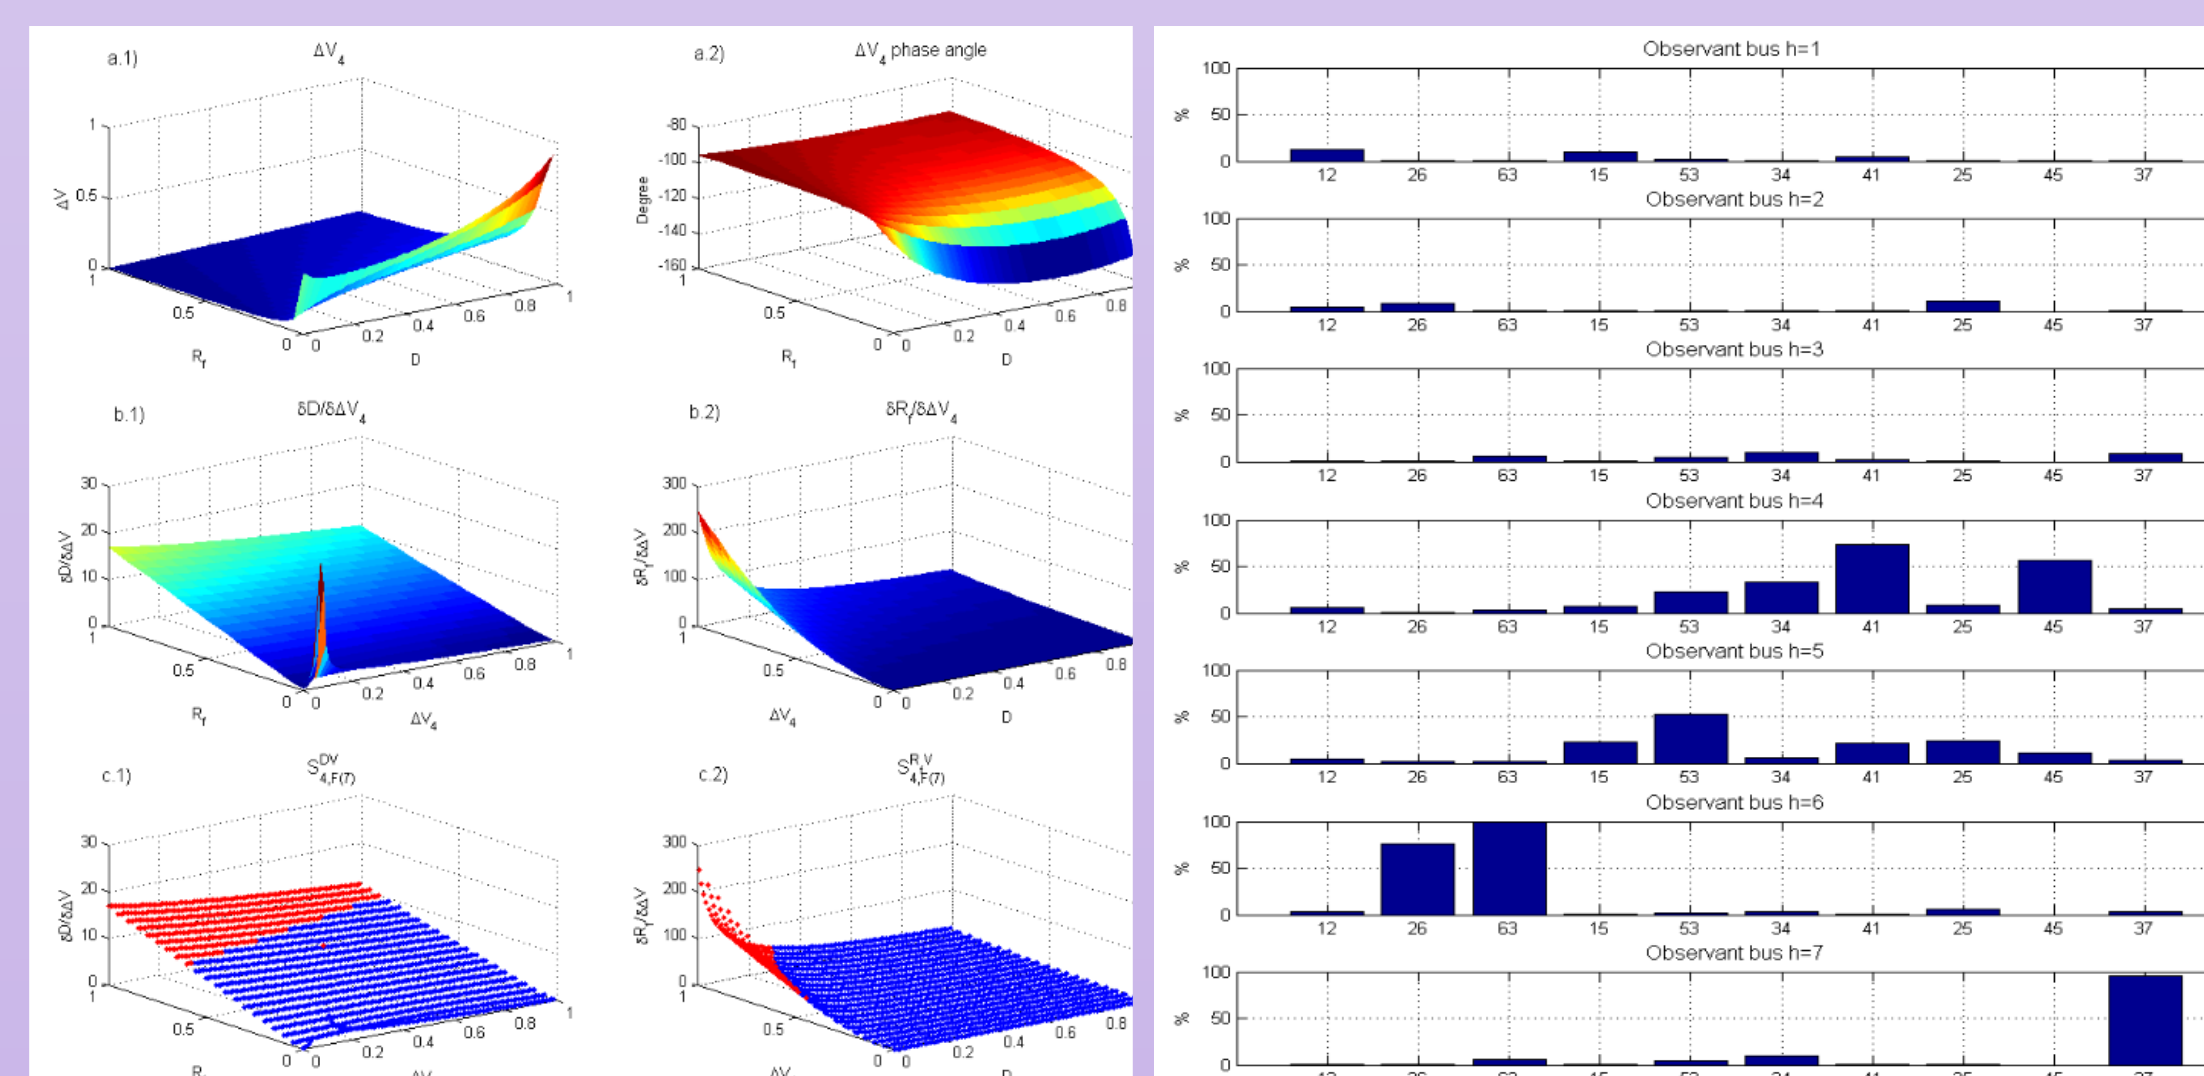 a.1)
ΔV4
1
0.5
0
ΔV
1
0.5
0
Rf
0
0.2
0.4
0.6
0.8
1
D
a.2)
ΔV4 phase angle
-80
-100
-120
-140
-160
Degree
1
0.5
0
Rf
0
0.2
0.4
0.6
0.8
D
b.1)
δD/δΔV4
30
20
10
0
δD/δΔV
1
0.5
0
Rf
0
0.2
0.4
0.6
0.8
1
ΔV4
b.2)
δRf/δΔV4
300
200
100
0
δRf/δΔV
1
0.5
0
ΔV4
0
0.2
0.4
0.6
0.8
D
c.1)
S DV 4,F(7)
30
20
10
0
δD/δΔV
1
0.5
0
0
0.2
0.4
0.6
0.8
1
c.2)
S RfV 4,F(7)
300
200
100
0
δRf/δΔV
1
0.5
0
0
0.2
0.4
0.6
0.8
Observant bus h=1
100
50
0
%
12 26 63 15 53 34 41 25 45 37
Observant bus h=2
100
50
0
%
12 26 63 15 53 34 41 25 45 37
Observant bus h=3
100
50
0
%
12 26 63 15 53 34 41 25 45 37
Observant bus h=4
100
50
0
%
12 26 63 15 53 34 41 25 45 37
Observant bus h=5
100
50
0
%
12 26 63 15 53 34 41 25 45 37
Observant bus h=6
100
50
0
%
12 26 63 15 53 34 41 25 45 37
Observant bus h=7
100
50
0
%